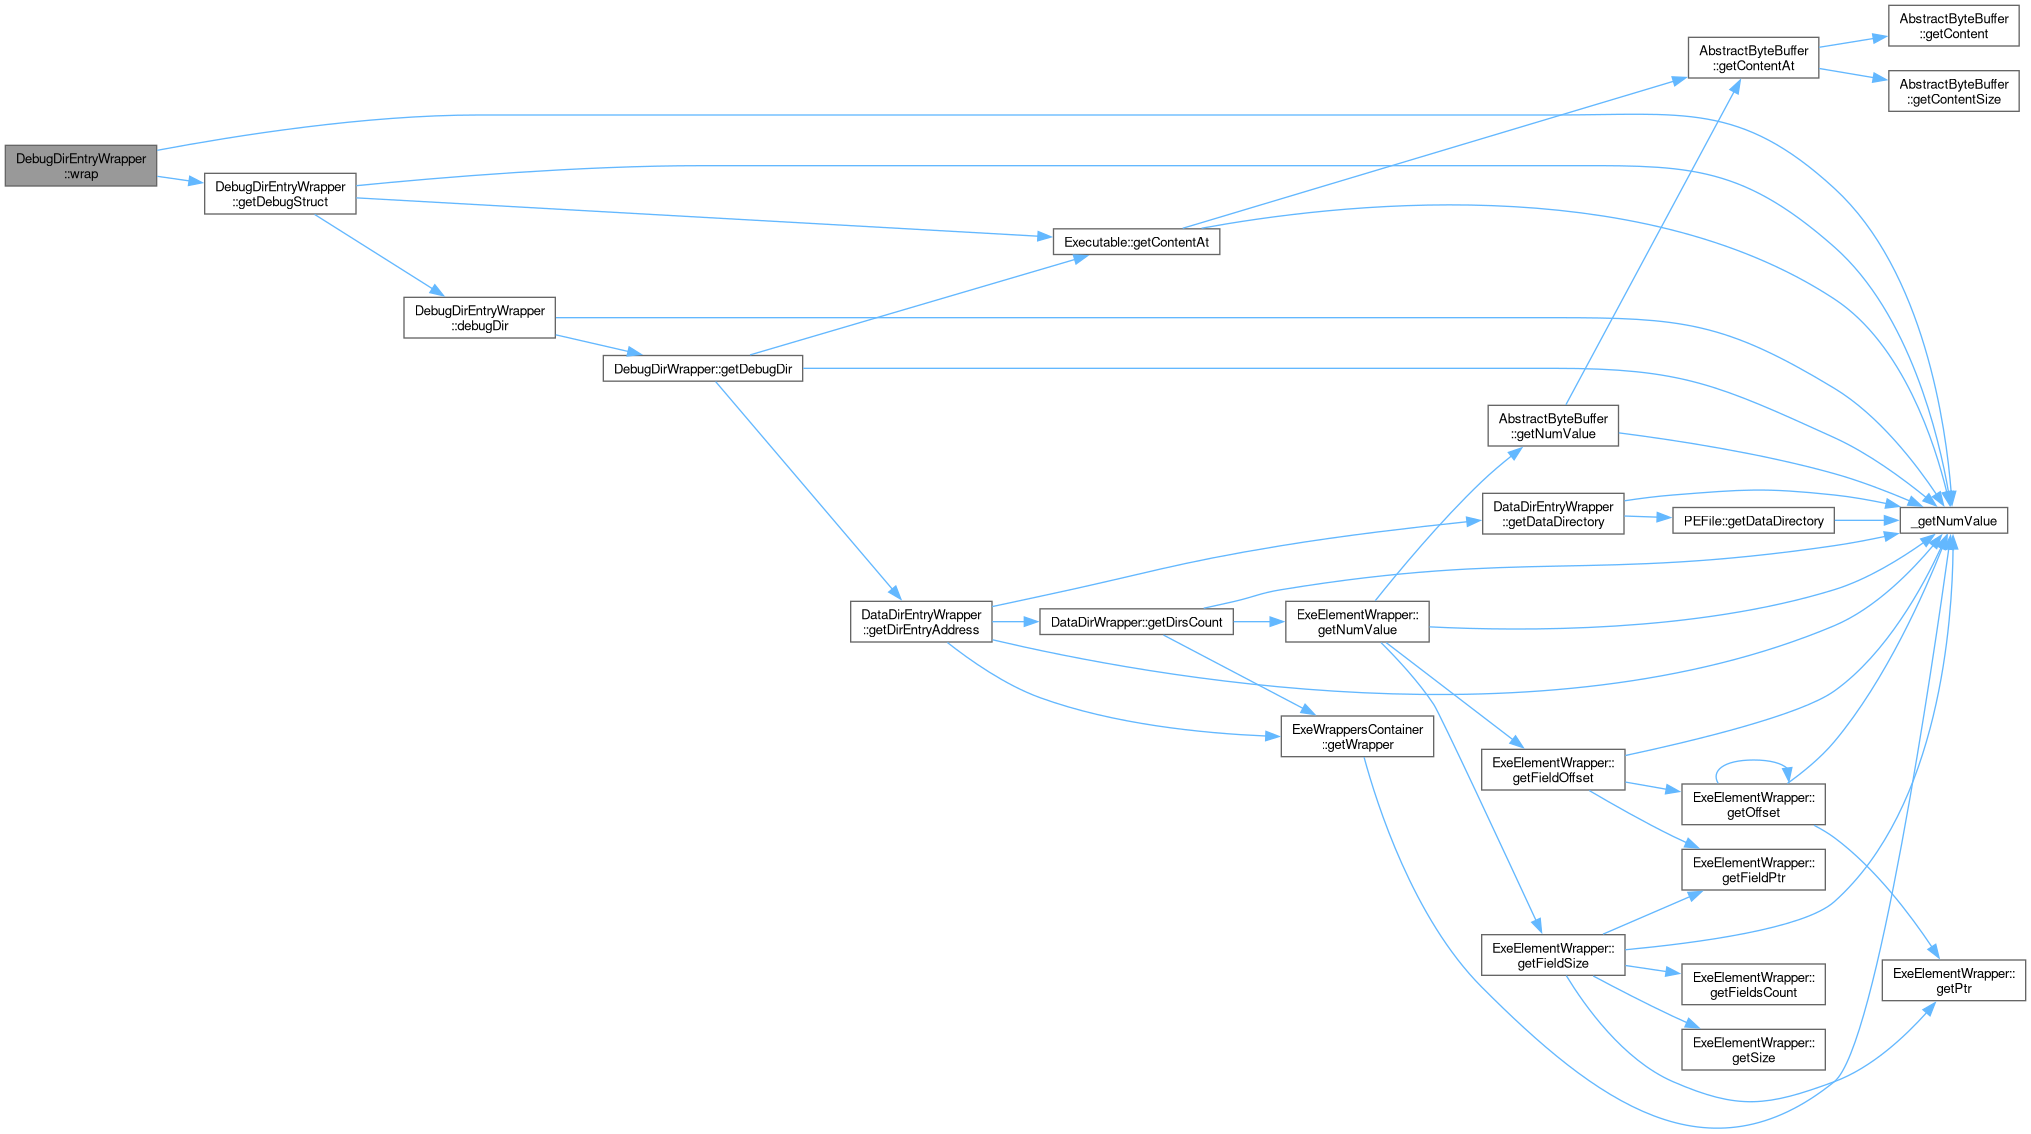 DebugDirEntryWrapper
::wrap
DebugDirEntryWrapper
::getDebugStruct
DebugDirEntryWrapper
::debugDir
DebugDirWrapper::getDebugDir
DataDirEntryWrapper
::getDirEntryAddress
Executable::getContentAt
DataDirWrapper::getDirsCount
ExeElementWrapper::
getNumValue
ExeWrappersContainer
::getWrapper
AbstractByteBuffer
::getNumValue
DataDirEntryWrapper
::getDataDirectory
ExeElementWrapper::
getFieldOffset
ExeElementWrapper::
getFieldSize
AbstractByteBuffer
::getContentAt
PEFile::getDataDirectory
ExeElementWrapper::
getOffset
ExeElementWrapper::
getFieldPtr
ExeElementWrapper::
getFieldsCount
ExeElementWrapper::
getSize
AbstractByteBuffer
::getContent
AbstractByteBuffer
::getContentSize
_getNumValue
ExeElementWrapper::
getPtr